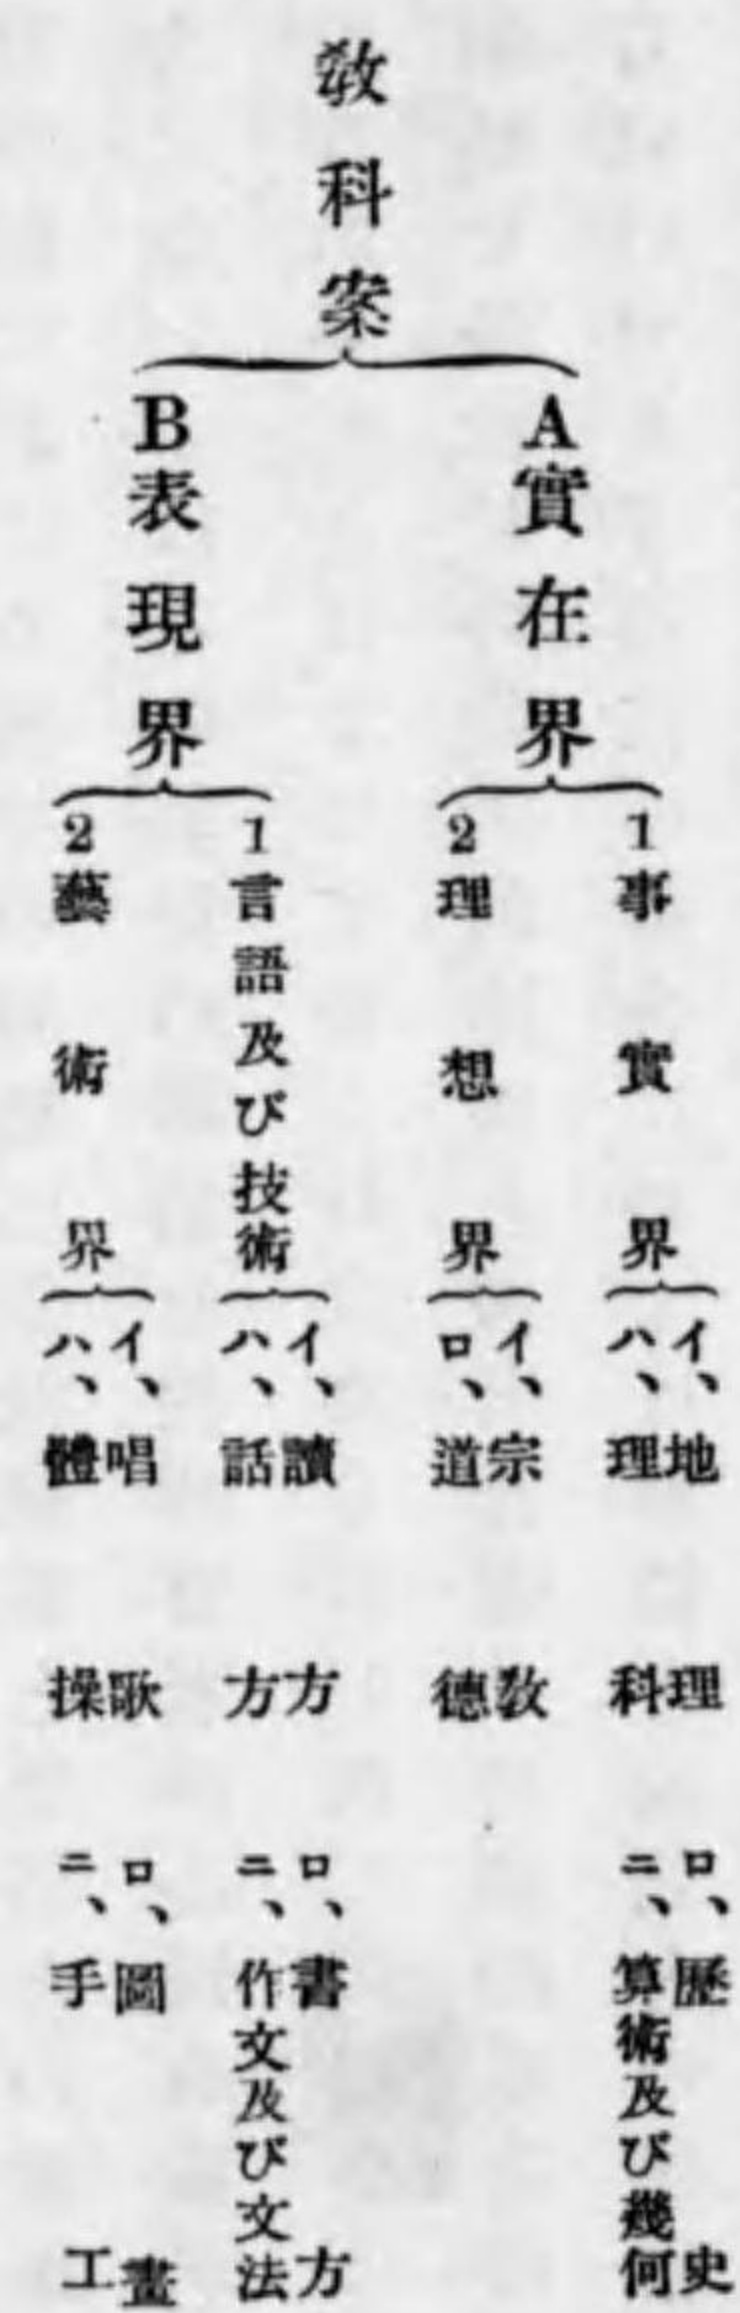 教科案
A實在界
1事實界
イ、地理
ロ、歷史
ハ、理科
ニ、算術及び幾何
2理想界
イ、宗教
ロ、道德
B表現界
1言語及び技術
イ、讀方
ロ、書方
ハ、話方
ニ、作文及び文法
2藝術界
イ、唱歌
ロ、圖畫
ハ、體操
ニ、手工